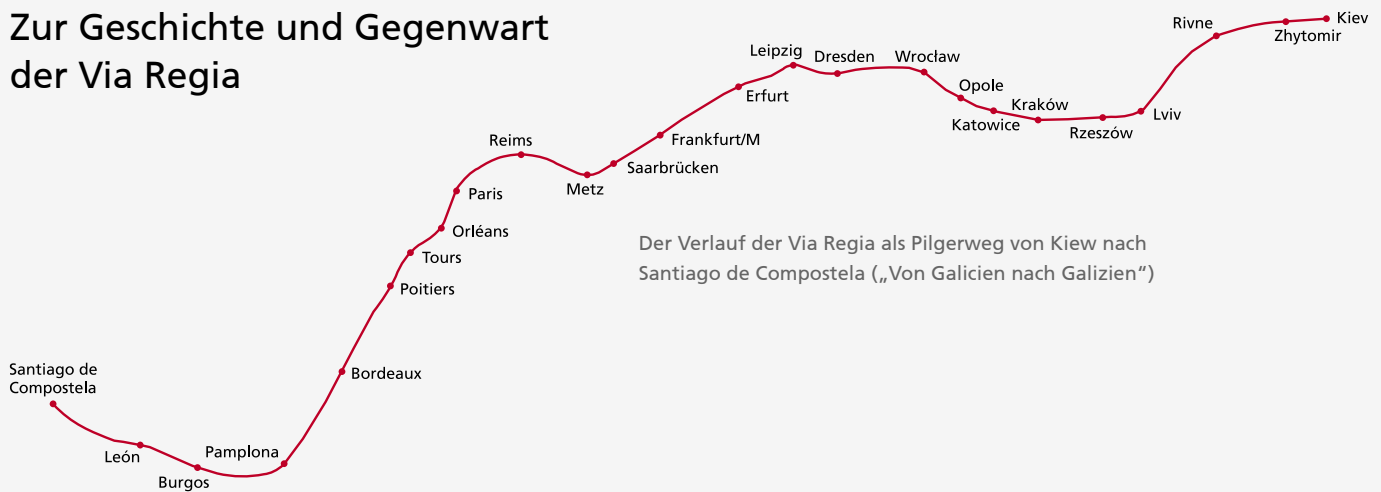 Zur Geschichte und Gegenwart
der Via Regia
Rivne
Kiev
Zhytomir
Leipzig
Dresden
Wrocław
Erfurt
Opole
Kraków
Katowice
Rzeszów
Lviv
Frankfurt/M
Reims
Saarbrücken
Metz
Paris
Orléans
Tours
Poitiers
Der Verlauf der Via Regia als Pilgerweg von Kiew nach
Santiago de Compostela („Von Galicien nach Galizien“)
Santiago de
Compostela
Bordeaux
León
Pamplona
Burgos